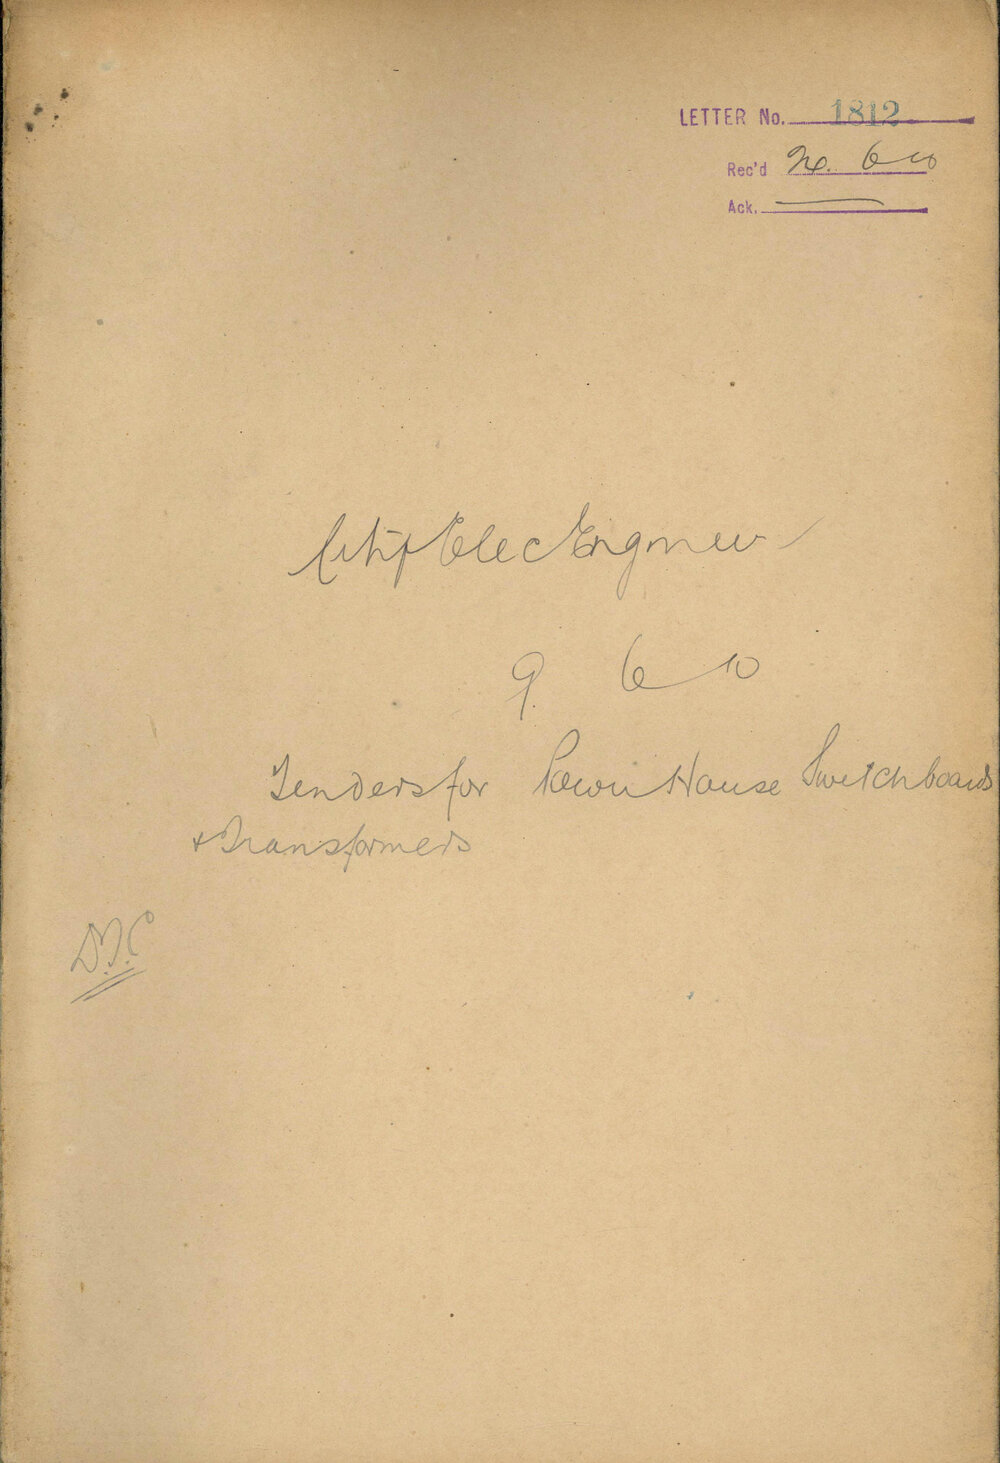 LETTER No. 1812
Rec'd 6 10
Ack.
City Elec Engineer
9. 6 10
Tenders for Power House Switchboards
+ Transformers